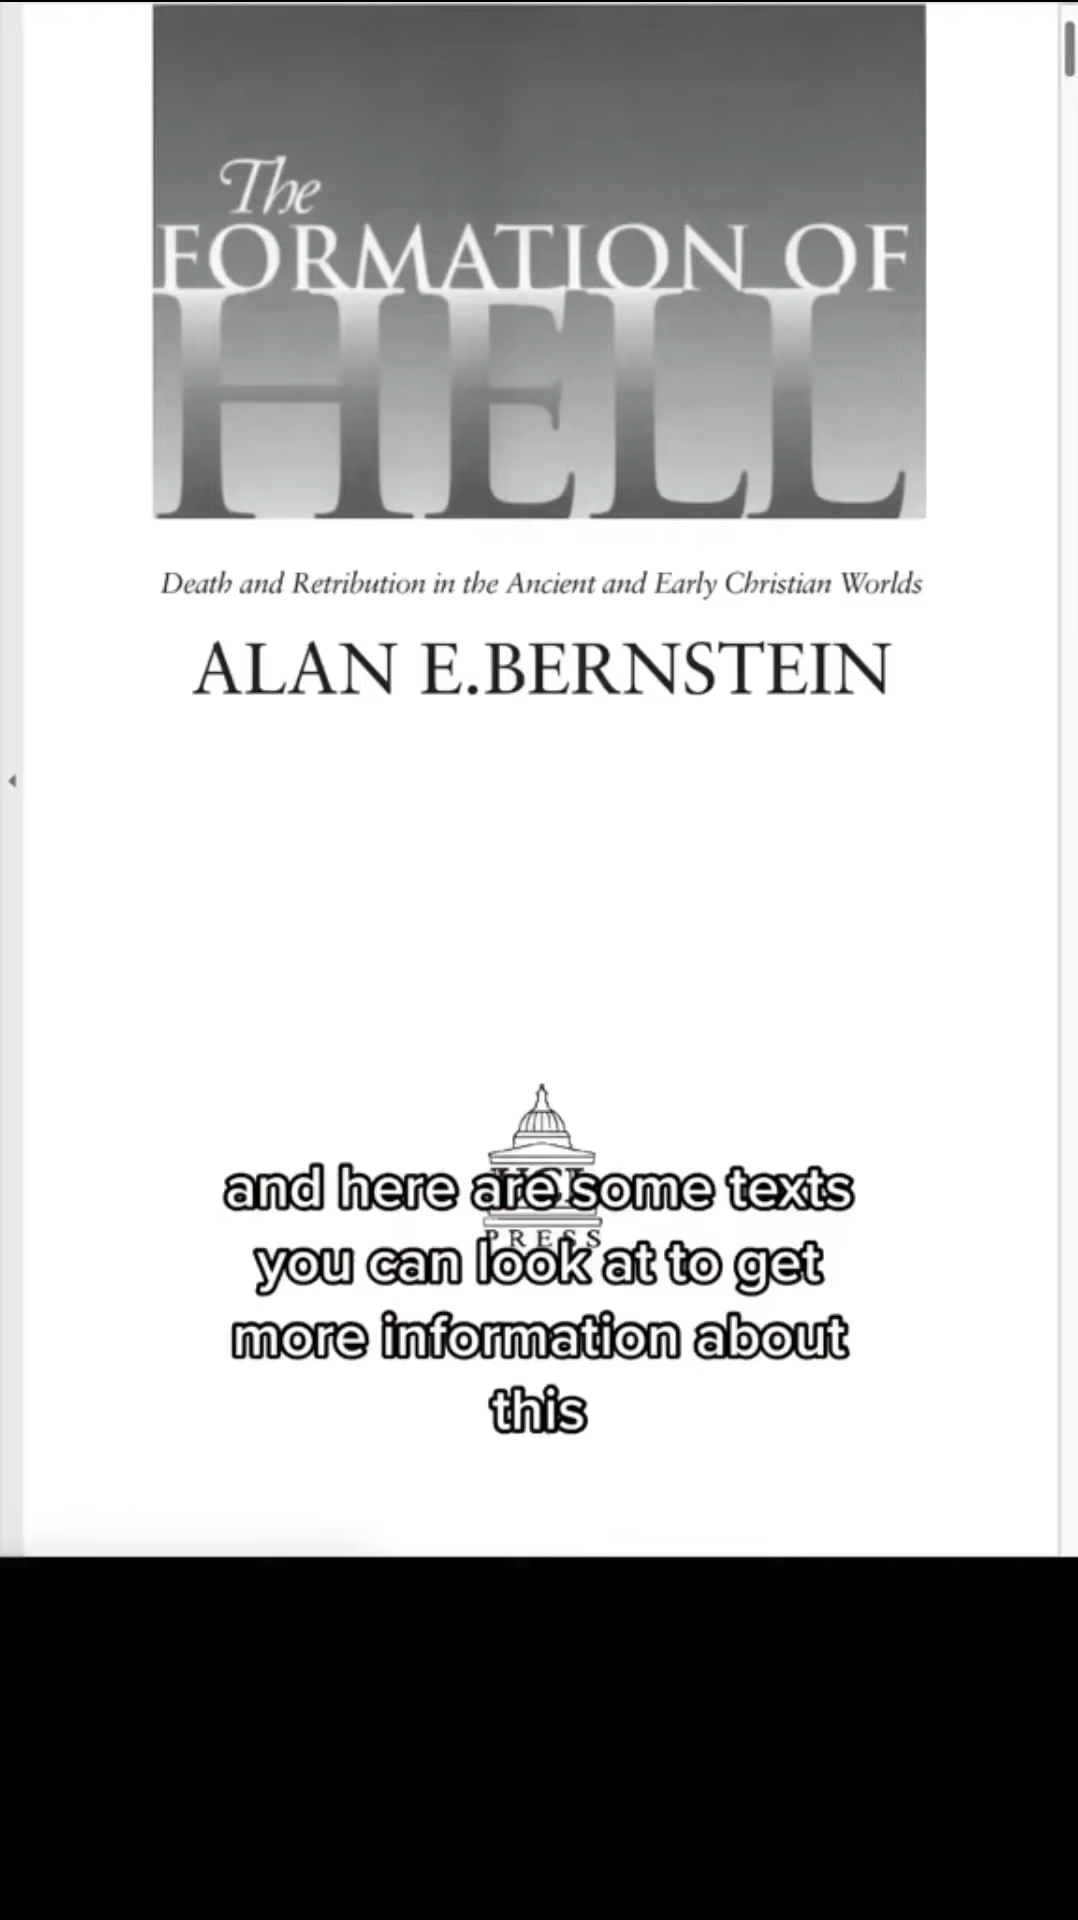 The
FORMATION OF
HELL
Death and Retribution in the Ancient and Early Christian Worlds
ALAN E.BERNSTEIN
PRESS
and here are some texts
you can look at to get
more information about
this